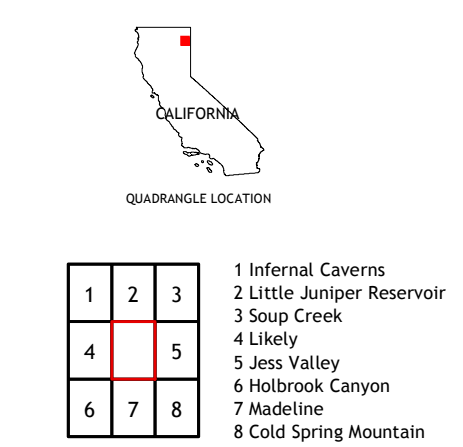 CALIFORNIA
QUADRANGLE LOCATION
1 2 3
4 5
6 7 8
1 Infernal Caverns
2 Little Juniper Reservoir
3 Soup Creek
4 Likely
5 Jess Valley
6 Holbrook Canyon
7 Madeline
8 Cold Spring Mountain